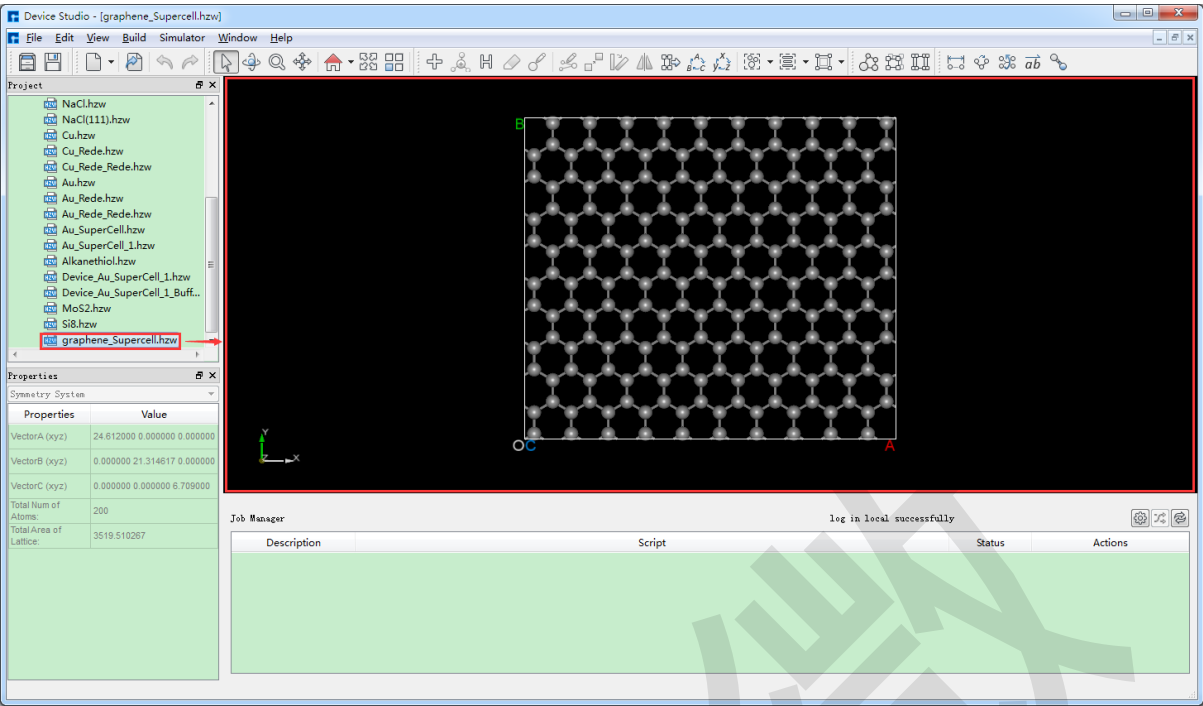 Device Studio - [graphene_Supercell.hzw]
File Edit View Build Simulator Window Help
Project
NaCl.hzw
NaCl(111).hzw
Cu.hzw
Cu_Rede.hzw
Cu_Rede_Rede.hzw
Au.hzw
Au_Rede.hzw
Au_Rede_Rede.hzw
Au_SuperCell.hzw
Au_SuperCell_1.hzw
Alkanethiol.hzw
Device_Au_SuperCell_1.hzw
Device_Au_SuperCell_1_Buff...
MoS2.hzw
Si8.hzw
graphene_Supercell.hzw
B
O C A
Y
Z X
Properties
Symmetry System
Properties Value
VectorA (xyz) 24.612000 0.000000 0.000000
VectorB (xyz) 0.000000 21.314617 0.000000
VectorC (xyz) 0.000000 0.000000 6.709000
Total Num of Atoms: 200
Total Area of Lattice: 3519.510267
Job Manager log in local successfully
Description Script Status Actions